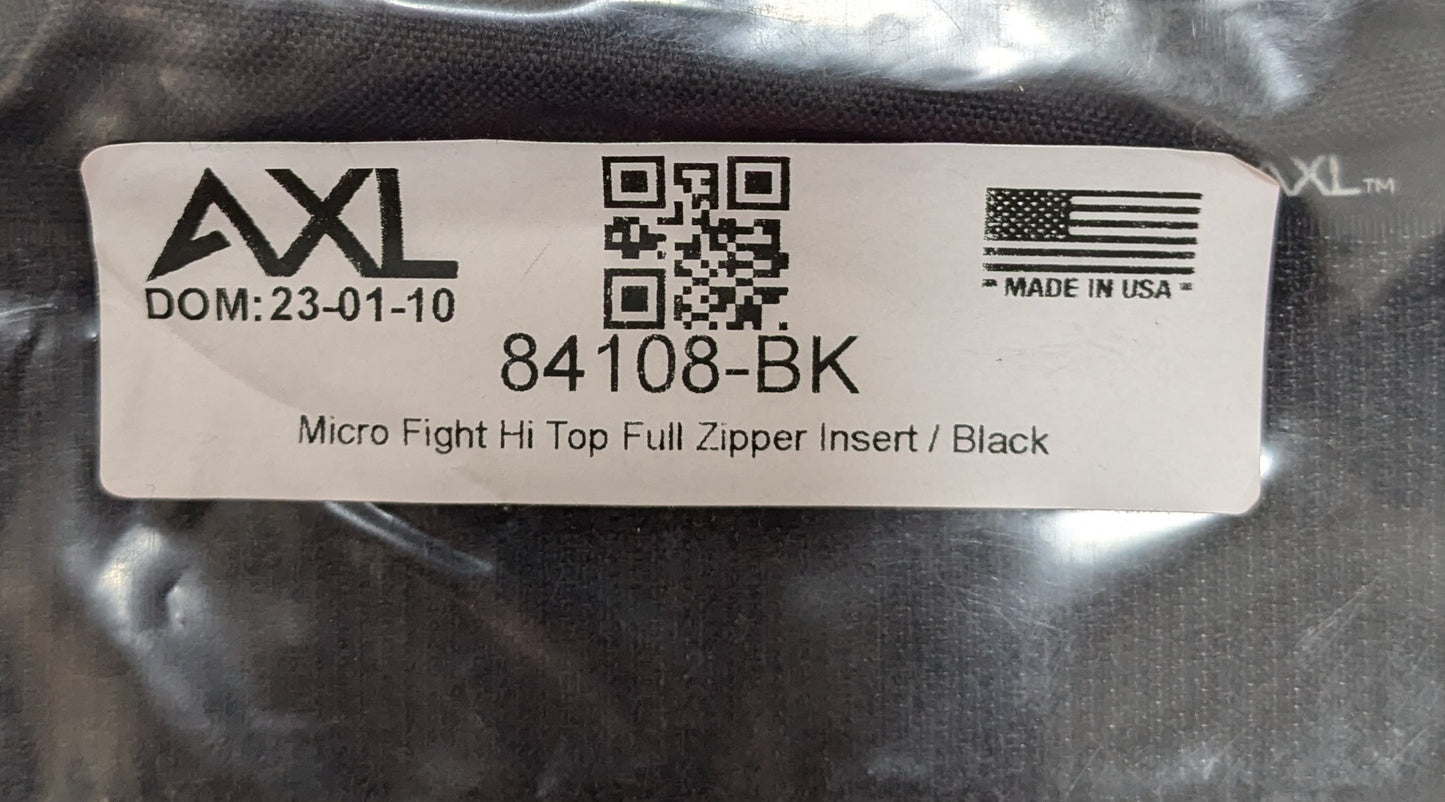 AXL
DOM: 23-01-10
84108-BK
Micro Fight Hi Top Full Zipper Insert / Black
* MADE IN USA *
AXL™